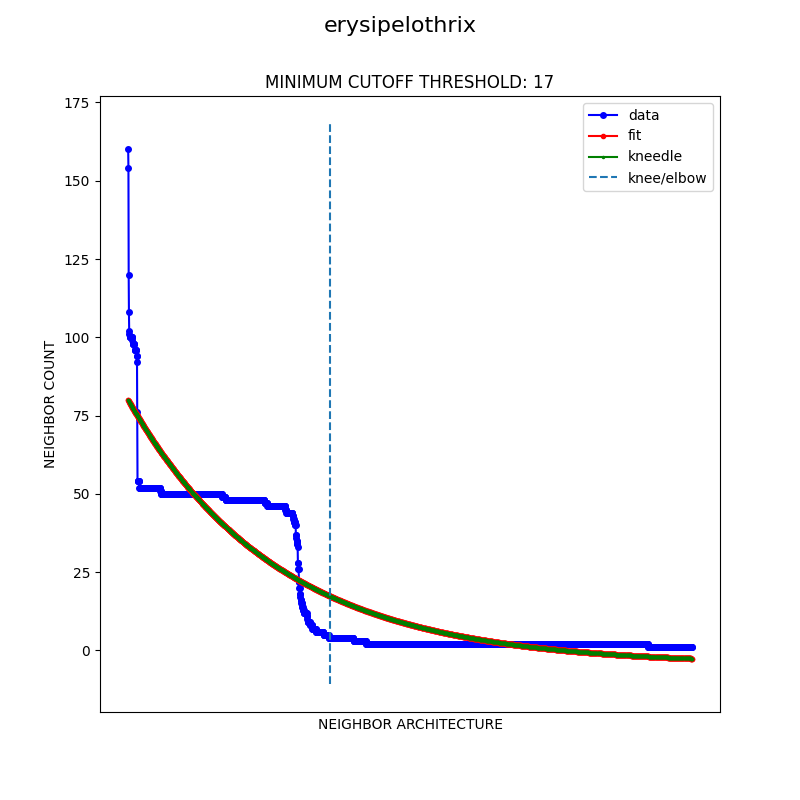 erysipelothrix
MINIMUM CUTOFF THRESHOLD: 17
175
150
125
100
75
50
25
0
NEIGHBOR COUNT
data
fit
kneedle
knee/elbow
NEIGHBOR ARCHITECTURE